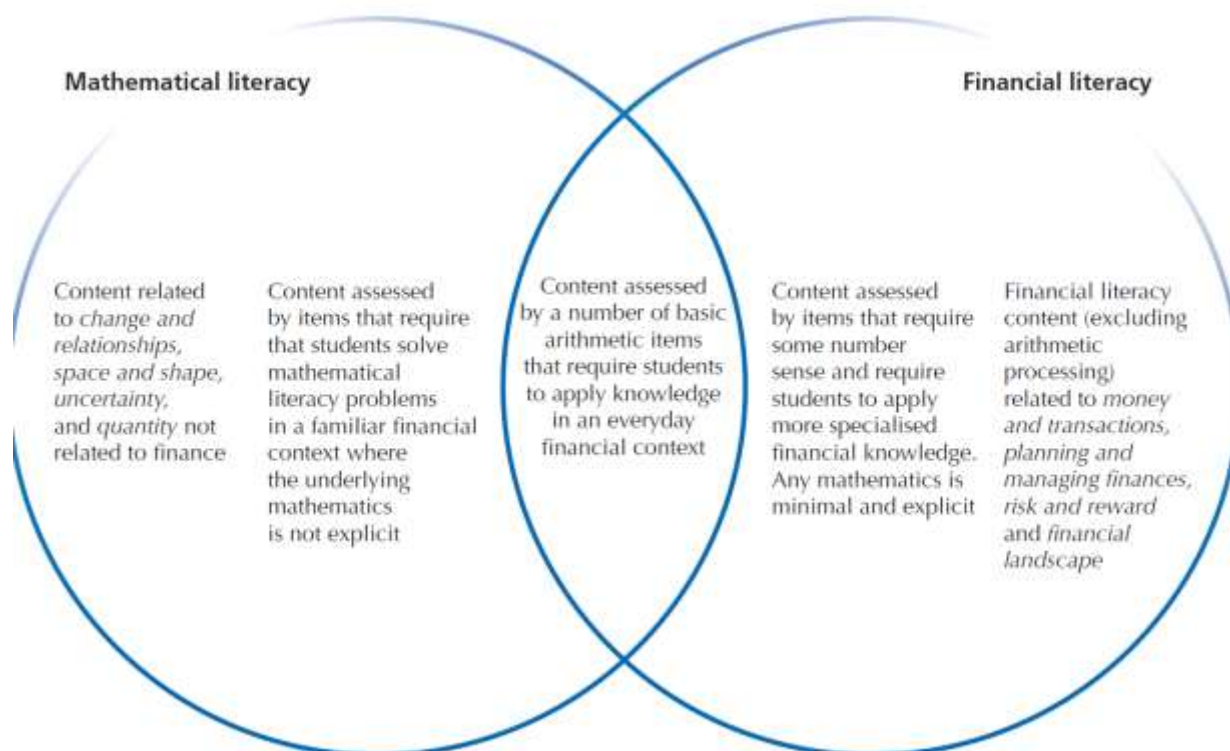 Mathematical literacy
Financial literacy
Content related
to change and
relationships,
space and shape,
uncertainty,
and quantity not
related to finance
Content assessed
by items that require
that students solve
mathematical
literacy problems
in a familiar financial
context where
the underlying
mathematics
is not explicit
Content assessed
by a number of basic
arithmetic items
that require students
to apply knowledge
in an everyday
financial context
Content assessed
by items that require
some number
sense and require
students to apply
more specialised
financial knowledge.
Any mathematics is
minimal and explicit
Financial literacy
content (excluding
arithmetic
processing)
related to money
and transactions,
planning and
managing finances,
risk and reward
and financial
landscape